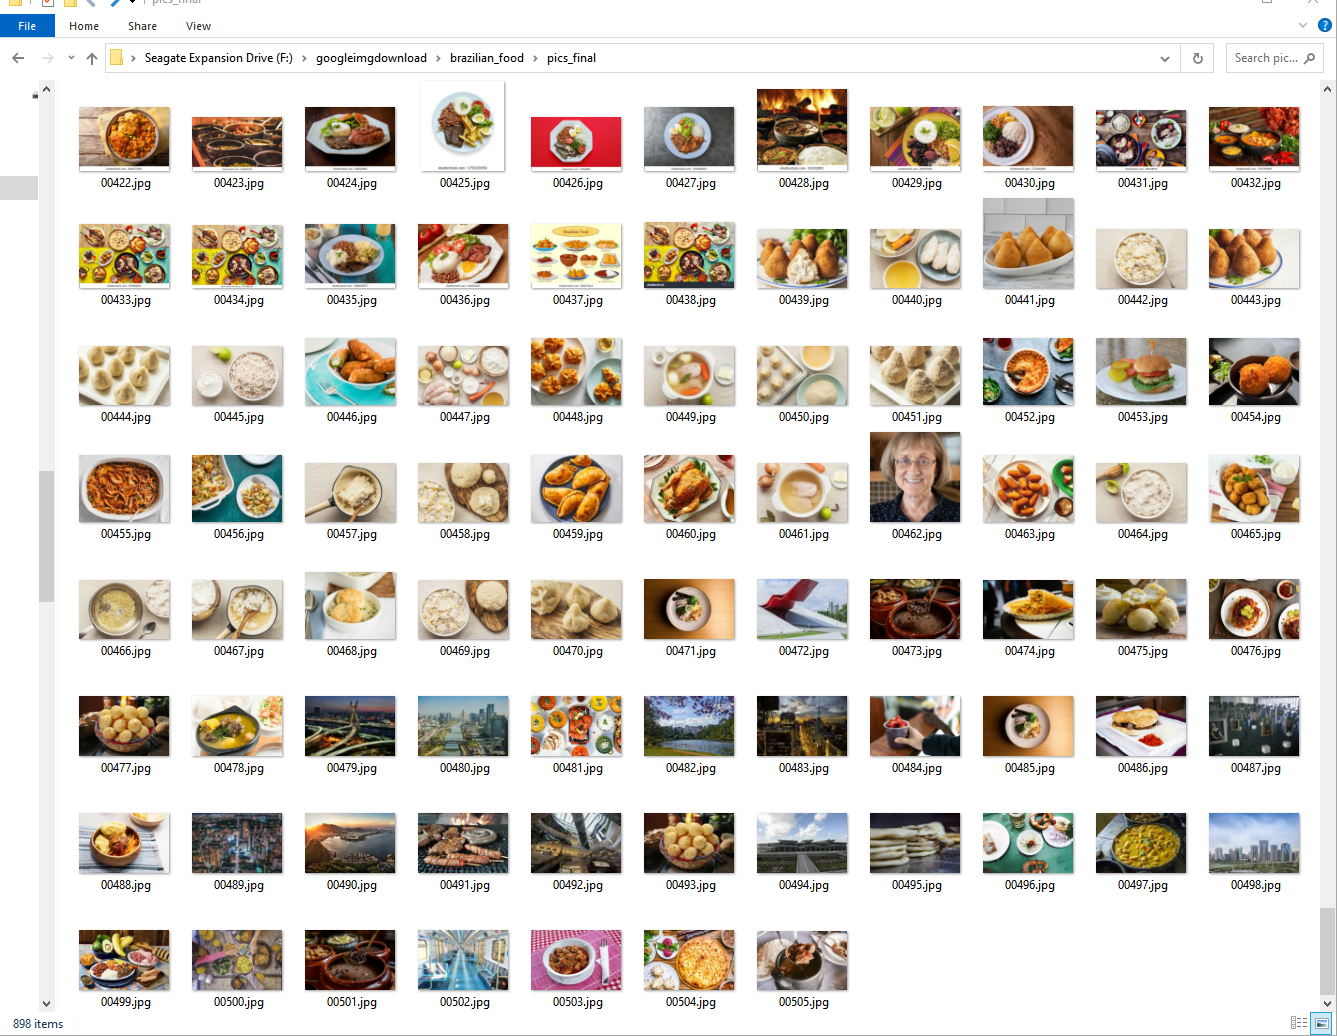 pics_final
File Home Share View
Seagate Expansion Drive (F:) › googleimgdownload › brazilian_food › pics_final
Search pic...
00422.jpg 00423.jpg 00424.jpg 00425.jpg 00426.jpg 00427.jpg 00428.jpg 00429.jpg 00430.jpg 00431.jpg 00432.jpg
Brazilian Food
00433.jpg 00434.jpg 00435.jpg 00436.jpg 00437.jpg 00438.jpg 00439.jpg 00440.jpg 00441.jpg 00442.jpg 00443.jpg
00444.jpg 00445.jpg 00446.jpg 00447.jpg 00448.jpg 00449.jpg 00450.jpg 00451.jpg 00452.jpg 00453.jpg 00454.jpg
00455.jpg 00456.jpg 00457.jpg 00458.jpg 00459.jpg 00460.jpg 00461.jpg 00462.jpg 00463.jpg 00464.jpg 00465.jpg
00466.jpg 00467.jpg 00468.jpg 00469.jpg 00470.jpg 00471.jpg 00472.jpg 00473.jpg 00474.jpg 00475.jpg 00476.jpg
00477.jpg 00478.jpg 00479.jpg 00480.jpg 00481.jpg 00482.jpg 00483.jpg 00484.jpg 00485.jpg 00486.jpg 00487.jpg
00488.jpg 00489.jpg 00490.jpg 00491.jpg 00492.jpg 00493.jpg 00494.jpg 00495.jpg 00496.jpg 00497.jpg 00498.jpg
00499.jpg 00500.jpg 00501.jpg 00502.jpg 00503.jpg 00504.jpg 00505.jpg
898 items